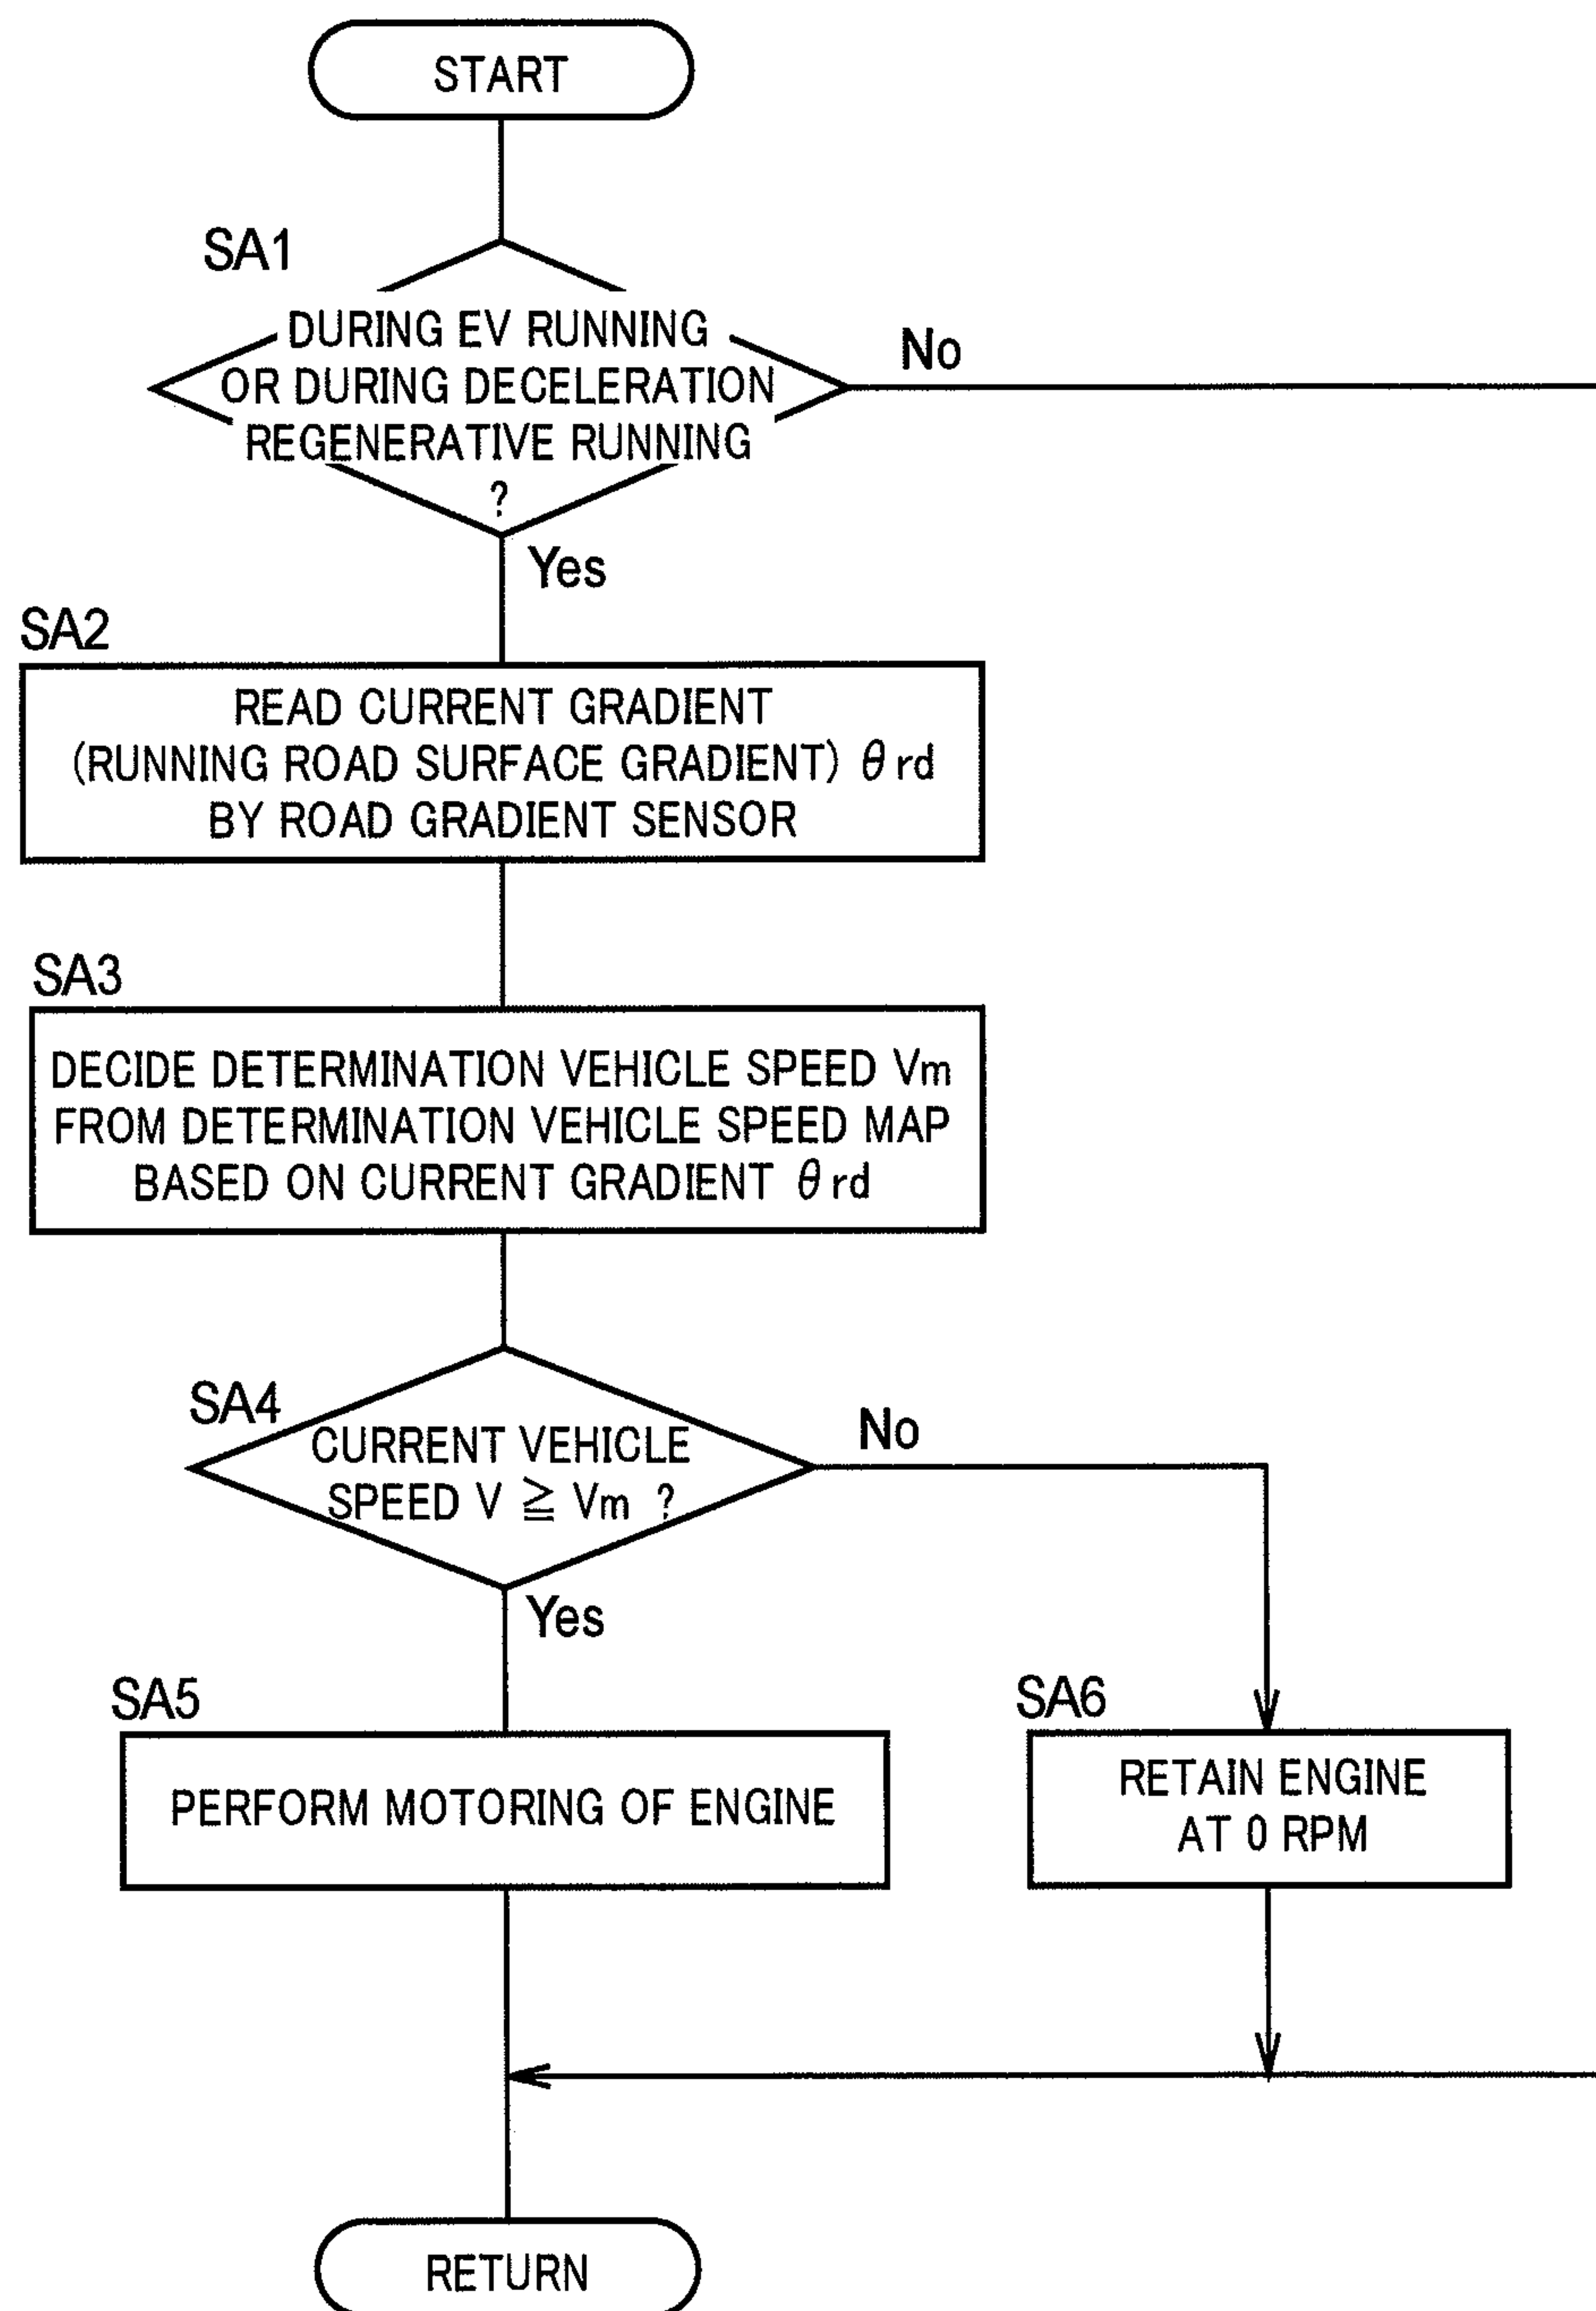 START
SA1
DURING EV RUNNING
OR DURING DECELERATION
REGENERATIVE RUNNING
?
No
Yes
SA2
READ CURRENT GRADIENT
(RUNNING ROAD SURFACE GRADIENT) θrd
BY ROAD GRADIENT SENSOR
SA3
DECIDE DETERMINATION VEHICLE SPEED Vm
FROM DETERMINATION VEHICLE SPEED MAP
BASED ON CURRENT GRADIENT θrd
SA4
CURRENT VEHICLE
SPEED V ≧ Vm ?
No
Yes
SA5
PERFORM MOTORING OF ENGINE
SA6
RETAIN ENGINE
AT 0 RPM
RETURN